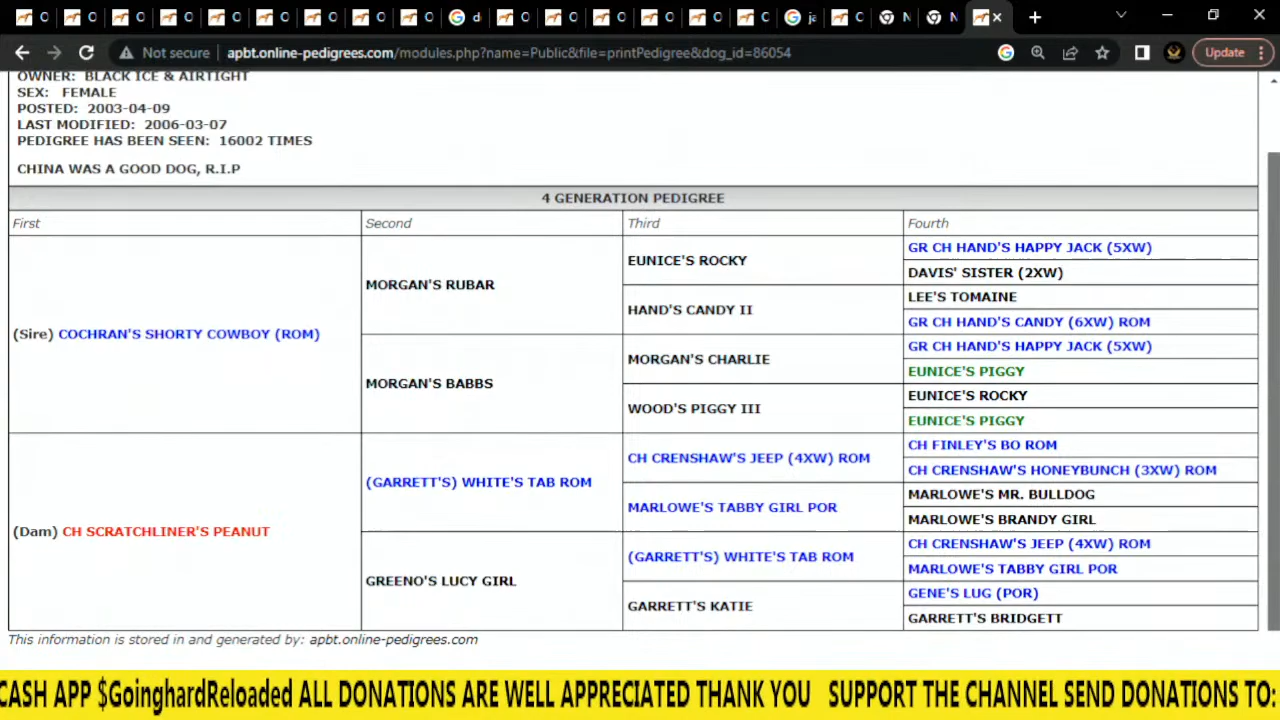 Not secure
apbt.online-pedigrees.com/modules.php?name=Public&file=printPedigree&dog_id=86054
Update
OWNER: BLACK ICE & AIRTIGHT
SEX: FEMALE
POSTED: 2003-04-09
LAST MODIFIED: 2006-03-07
PEDIGREE HAS BEEN SEEN: 16002 TIMES
CHINA WAS A GOOD DOG, R.I.P
4 GENERATION PEDIGREE
First
Second
Third
Fourth
(Sire) COCHRAN'S SHORTY COWBOY (ROM)
MORGAN'S RUBAR
EUNICE'S ROCKY
GR CH HAND'S HAPPY JACK (5XW)
DAVIS' SISTER (2XW)
HAND'S CANDY II
LEE'S TOMAINE
GR CH HAND'S CANDY (6XW) ROM
MORGAN'S BABBS
MORGAN'S CHARLIE
GR CH HAND'S HAPPY JACK (5XW)
EUNICE'S PIGGY
WOOD'S PIGGY III
EUNICE'S ROCKY
EUNICE'S PIGGY
(Dam) CH SCRATCHLINER'S PEANUT
(GARRETT'S) WHITE'S TAB ROM
CH CRENSHAW'S JEEP (4XW) ROM
CH FINLEY'S BO ROM
CH CRENSHAW'S HONEYBUNCH (3XW) ROM
MARLOWE'S TABBY GIRL POR
MARLOWE'S MR. BULLDOG
MARLOWE'S BRANDY GIRL
GREENO'S LUCY GIRL
(GARRETT'S) WHITE'S TAB ROM
CH CRENSHAW'S JEEP (4XW) ROM
MARLOWE'S TABBY GIRL POR
GARRETT'S KATIE
GENE'S LUG (POR)
GARRETT'S BRIDGETT
This information is stored in and generated by: apbt.online-pedigrees.com
CASH APP $GoinghardReloaded ALL DONATIONS ARE WELL APPRECIATED THANK YOU SUPPORT THE CHANNEL SEND DONATIONS TO: